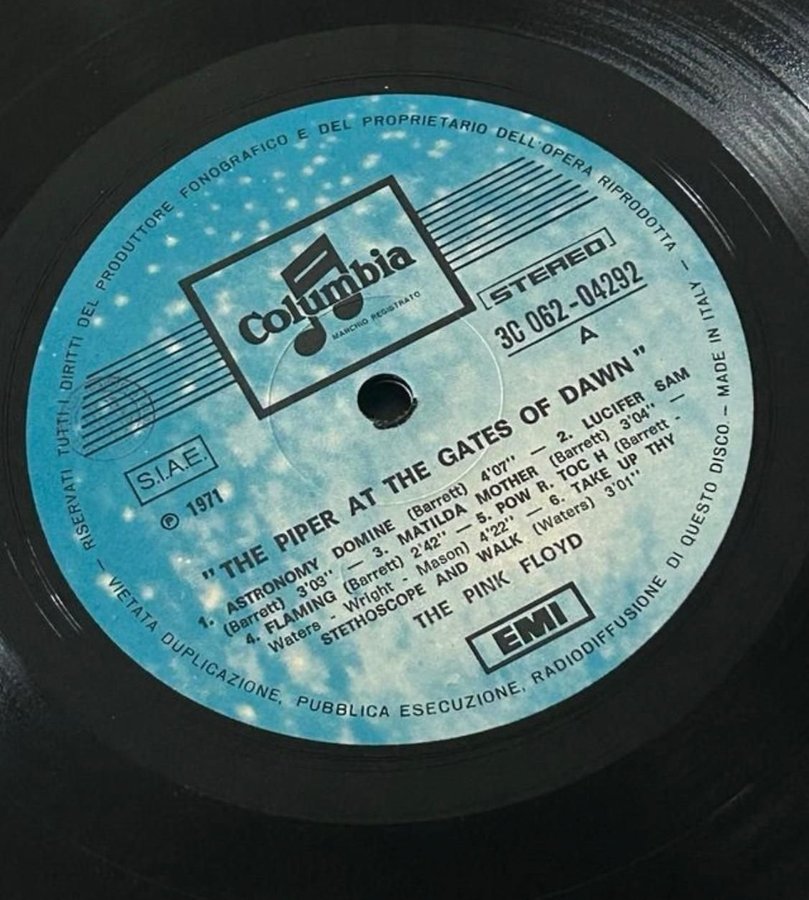 RISERVATI TUTTI I DIRITTI DEL PRODUTTORE FONOGRAFICO E DEL PROPRIETARIO DELL'OPERA RIPRODOTTA — MADE IN ITALY —
Columbia
MARCHIO REGISTRATO
STEREO
3C 062-04292
A
S.I.A.E.
℗ 1971
"THE PIPER AT THE GATES OF DAWN"
1. ASTRONOMY DOMINE (Barrett) 4'07" — 2. LUCIFER SAM
(Barrett) 3'03" — 3. MATILDA MOTHER (Barrett) 3'04" —
4. FLAMING (Barrett) 2'42" — 5. POW R. TOC H (Barrett -
Waters - Wright - Mason) 4'22" — 6. TAKE UP THY
STETHOSCOPE AND WALK (Waters) 3'01"
THE PINK FLOYD
EMI
— VIETATA DUPLICAZIONE, PUBBLICA ESECUZIONE, RADIODIFFUSIONE DI QUESTO DISCO.—